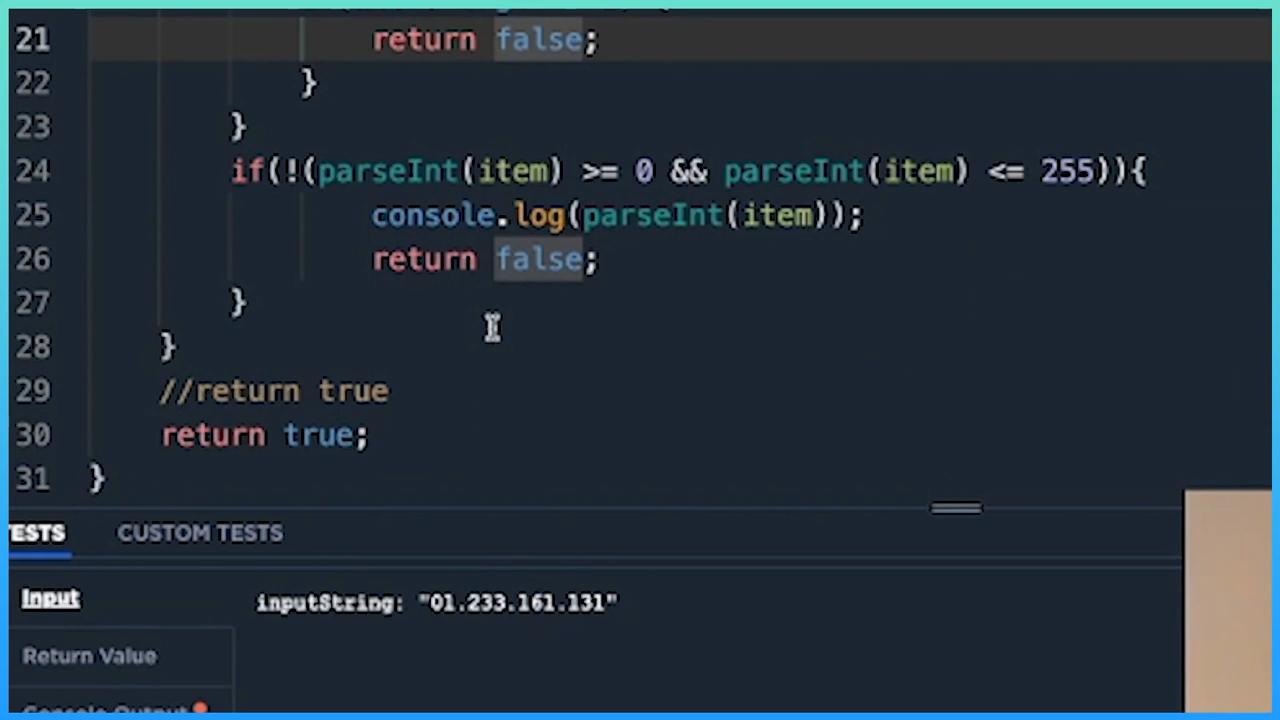 21 return false;
22 }
23 }
24 if(!(parseInt(item) >= 0 && parseInt(item) <= 255)){
25 console.log(parseInt(item));
26 return false;
27 }
28 }
29 //return true
30 return true;
31 }
TESTS CUSTOM TESTS
Input inputString: "01.233.161.131"
Return Value
Console Output